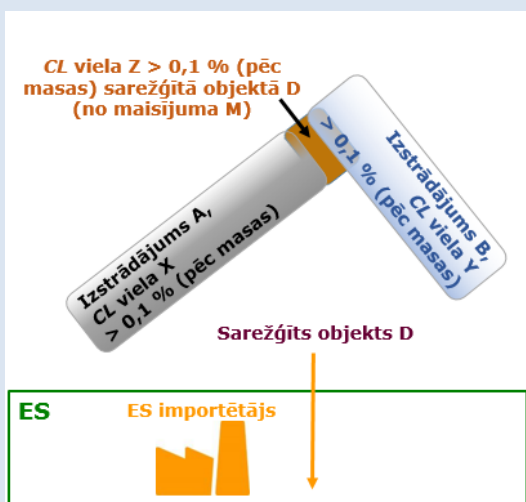 CL viela Z > 0,1 % (pēc
masas) sarežģītā objektā D
(no maisījuma M)
Izstrādājums A,
CL viela X
> 0,1 % (pēc masas)
Izstrādājums B,
CL viela Y
> 0,1 % (pēc masas)
Sarežģīts objekts D
ES
ES importētājs